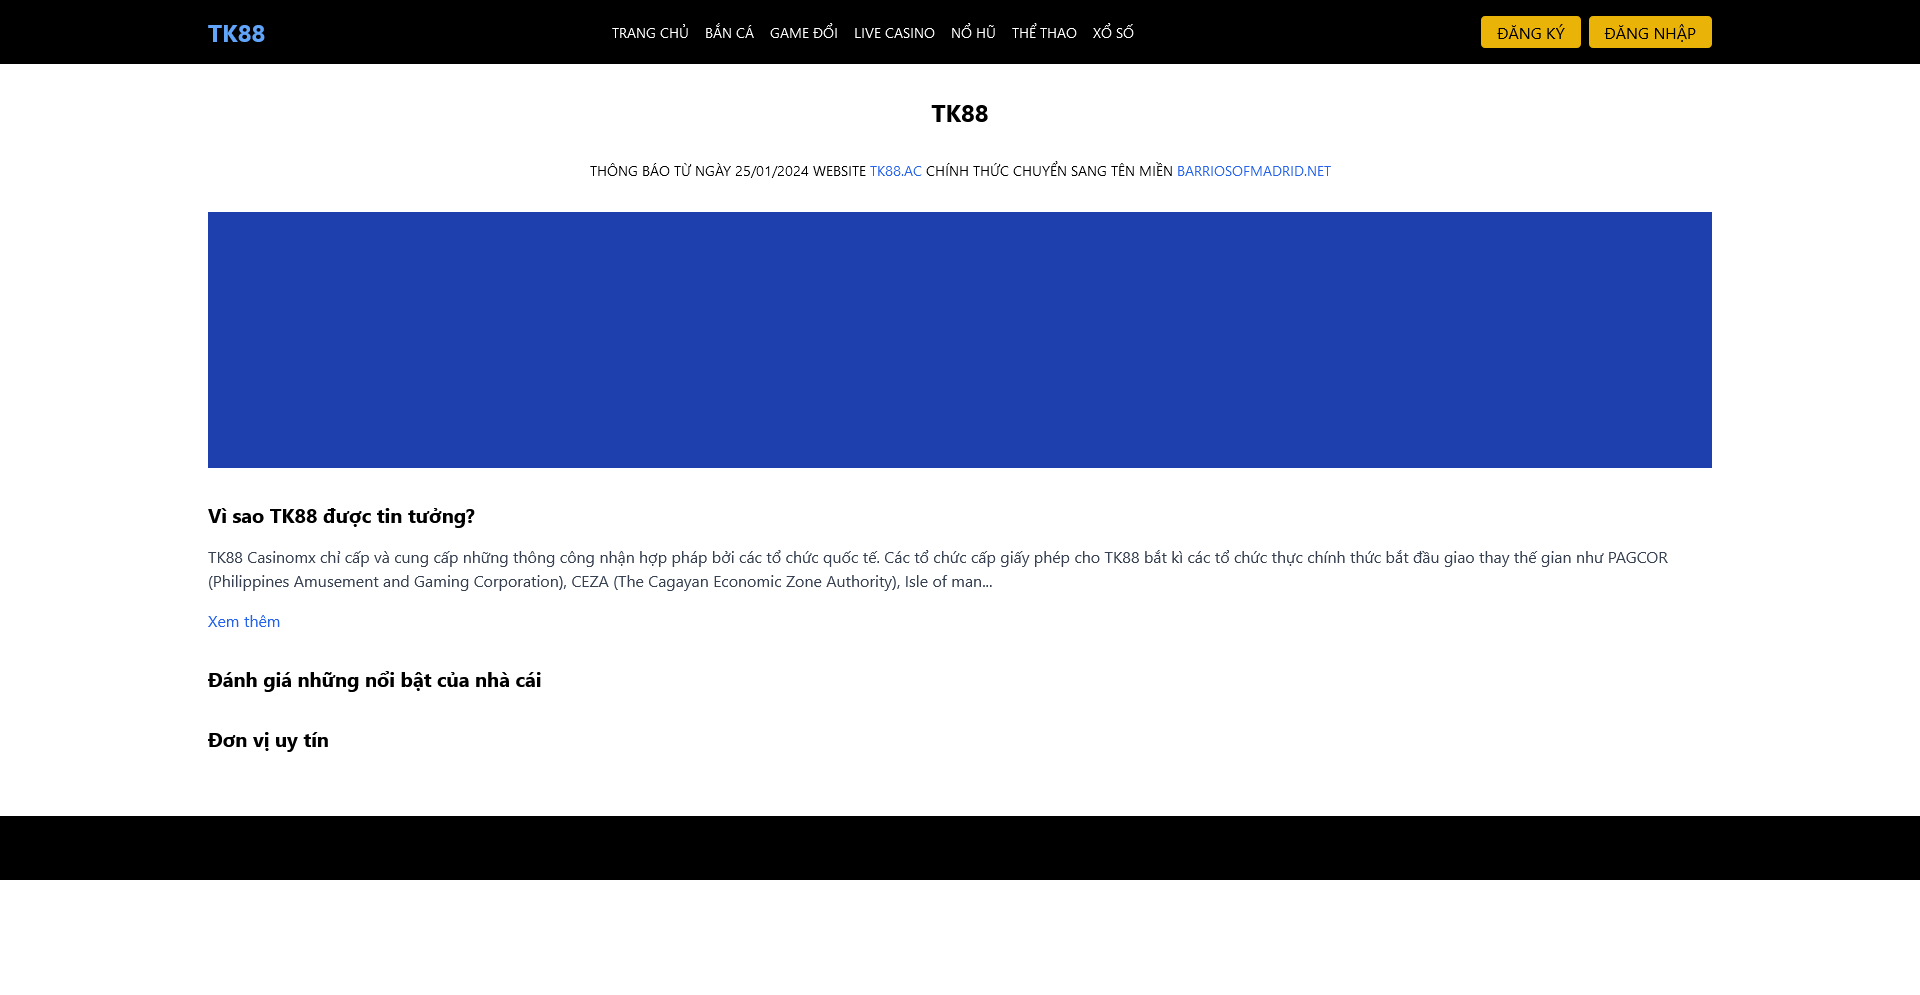 TK88
TRANG CHỦ BẮN CÁ GAME ĐỔI LIVE CASINO NỔ HŨ THỂ THAO XỔ SỐ
ĐĂNG KÝ ĐĂNG NHẬP
TK88
THÔNG BÁO TỪ NGÀY 25/01/2024 WEBSITE TK88.AC CHÍNH THỨC CHUYỂN SANG TÊN MIỀN BARRIOSOFMADRID.NET
Vì sao TK88 được tin tưởng?
TK88 Casinomx chỉ cấp và cung cấp những thông công nhận hợp pháp bởi các tổ chức quốc tế. Các tổ chức cấp giấy phép cho TK88 bắt kì các tổ chức thực chính thức bắt đầu giao thay thế gian như PAGCOR
(Philippines Amusement and Gaming Corporation), CEZA (The Cagayan Economic Zone Authority), Isle of man...
Xem thêm
Đánh giá những nổi bật của nhà cái
Đơn vị uy tín